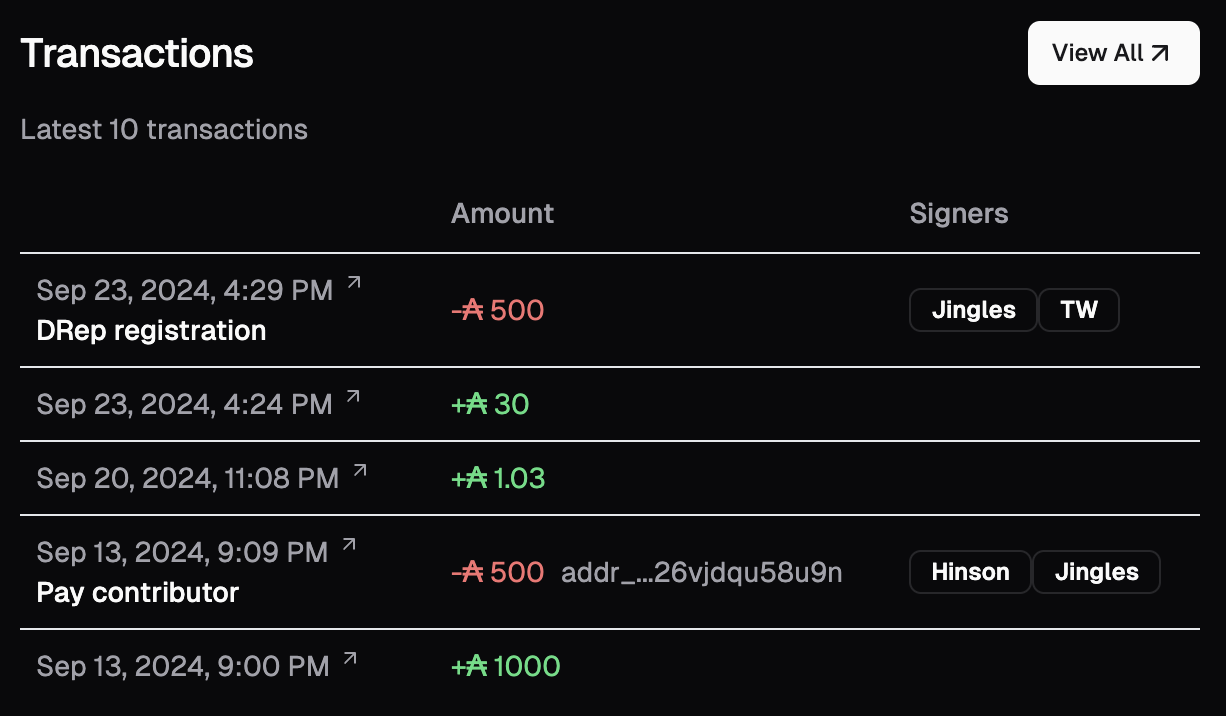 Transactions
View All
Latest 10 transactions
Amount Signers
Sep 23, 2024, 4:29 PM
DRep registration
-₳ 500
Jingles TW
Sep 23, 2024, 4:24 PM +₳ 30
Sep 20, 2024, 11:08 PM +₳ 1.03
Sep 13, 2024, 9:09 PM
Pay contributor
-₳ 500 addr_...26vjdqu58u9n
Hinson Jingles
Sep 13, 2024, 9:00 PM +₳ 1000